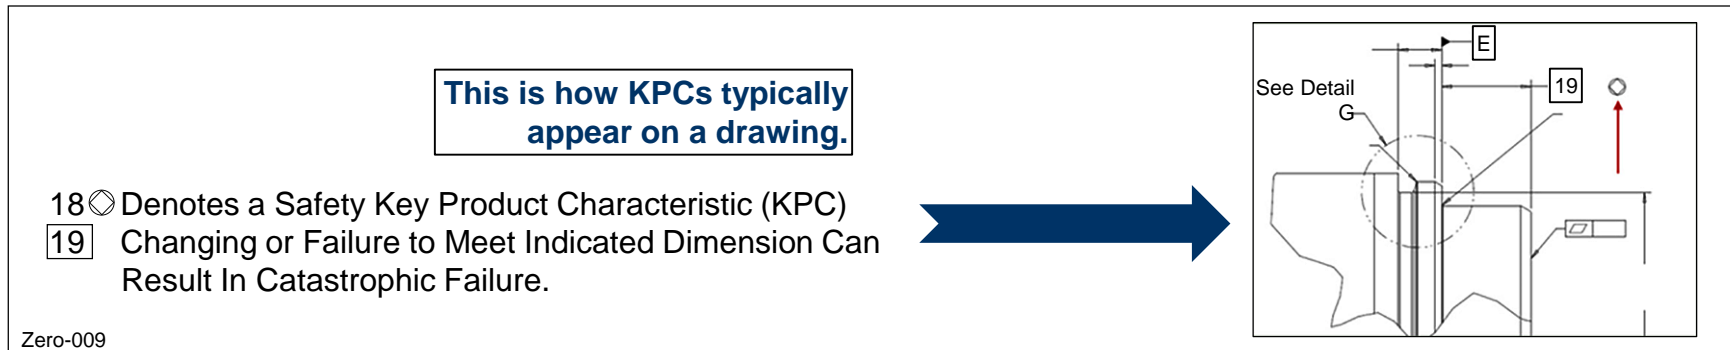 This is how KPCs typically
appear on a drawing.
18 Denotes a Safety Key Product Characteristic (KPC)
19 Changing or Failure to Meet Indicated Dimension Can
Result In Catastrophic Failure.
Zero-009
E
See Detail
G
19